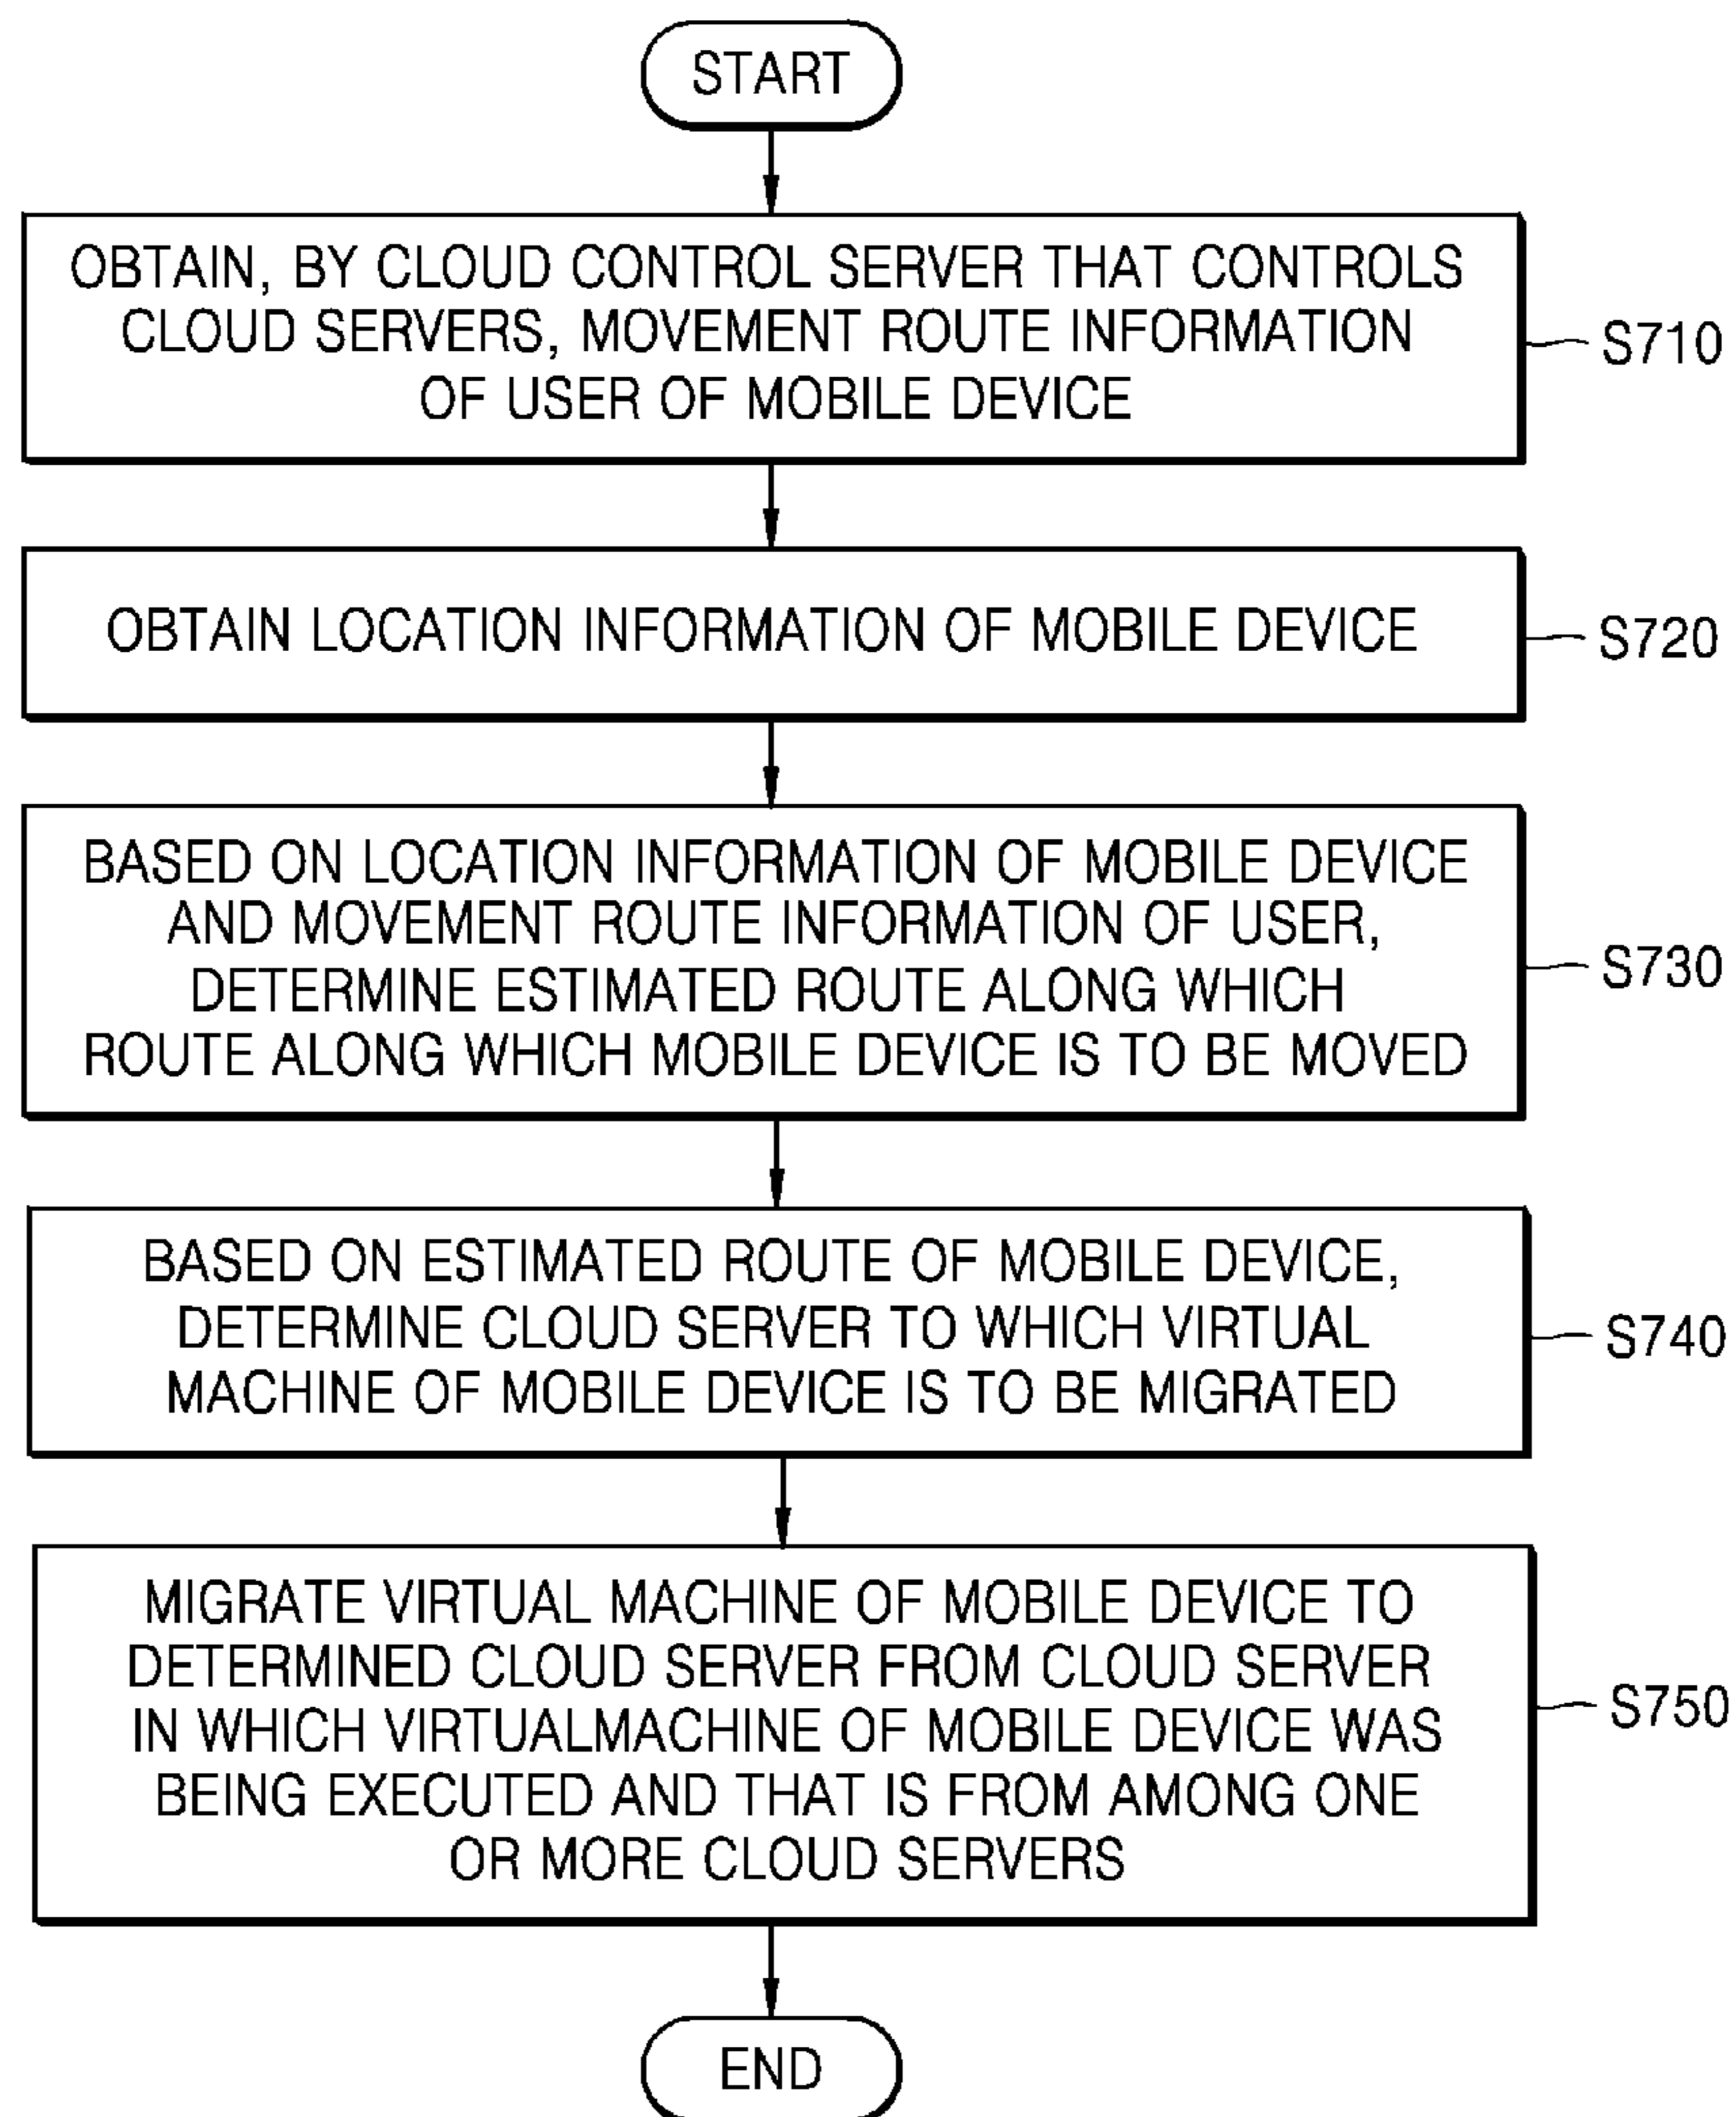 START
OBTAIN, BY CLOUD CONTROL SERVER THAT CONTROLS
CLOUD SERVERS, MOVEMENT ROUTE INFORMATION
OF USER OF MOBILE DEVICE
S710
OBTAIN LOCATION INFORMATION OF MOBILE DEVICE
S720
BASED ON LOCATION INFORMATION OF MOBILE DEVICE
AND MOVEMENT ROUTE INFORMATION OF USER,
DETERMINE ESTIMATED ROUTE ALONG WHICH
ROUTE ALONG WHICH MOBILE DEVICE IS TO BE MOVED
S730
BASED ON ESTIMATED ROUTE OF MOBILE DEVICE,
DETERMINE CLOUD SERVER TO WHICH VIRTUAL
MACHINE OF MOBILE DEVICE IS TO BE MIGRATED
S740
MIGRATE VIRTUAL MACHINE OF MOBILE DEVICE TO
DETERMINED CLOUD SERVER FROM CLOUD SERVER
IN WHICH VIRTUALMACHINE OF MOBILE DEVICE WAS
BEING EXECUTED AND THAT IS FROM AMONG ONE
OR MORE CLOUD SERVERS
S750
END